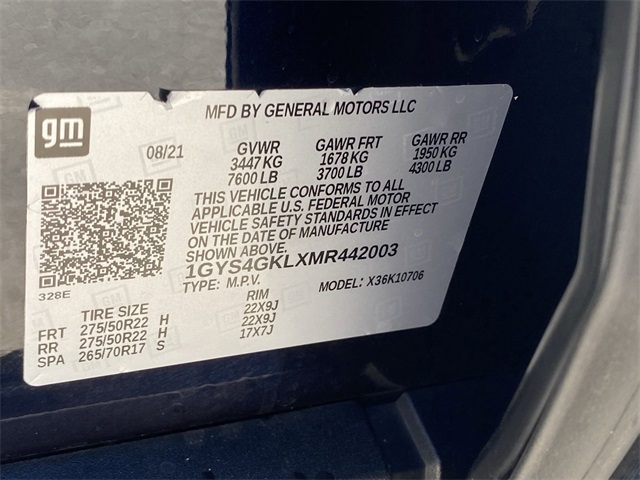 gm
MFD BY GENERAL MOTORS LLC
08/21 GVWR GAWR FRT GAWR RR
3447 KG 1678 KG 1950 KG
7600 LB 3700 LB 4300 LB
THIS VEHICLE CONFORMS TO ALL
APPLICABLE U.S. FEDERAL MOTOR
VEHICLE SAFETY STANDARDS IN EFFECT
ON THE DATE OF MANUFACTURE
SHOWN ABOVE.
1GYS4GKLXMR442003
328E
TYPE: M.P.V. MODEL: X36K10706
TIRE SIZE RIM
FRT 275/50R22 H 22X9J
RR 275/50R22 H 22X9J
SPA 265/70R17 S 17X7J